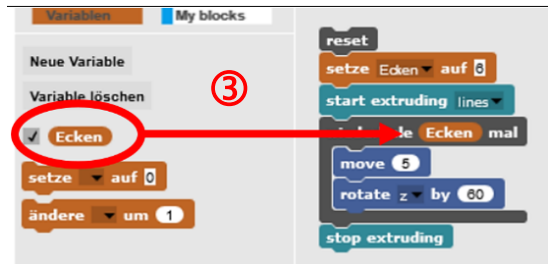 Variablen
My blocks
Neue Variable
Variable löschen
③
Ecken
setze auf 0
ändere um 1
reset
setze Ecken auf 6
start extruding lines
Ecken mal
move 5
rotate z by 60
stop extruding